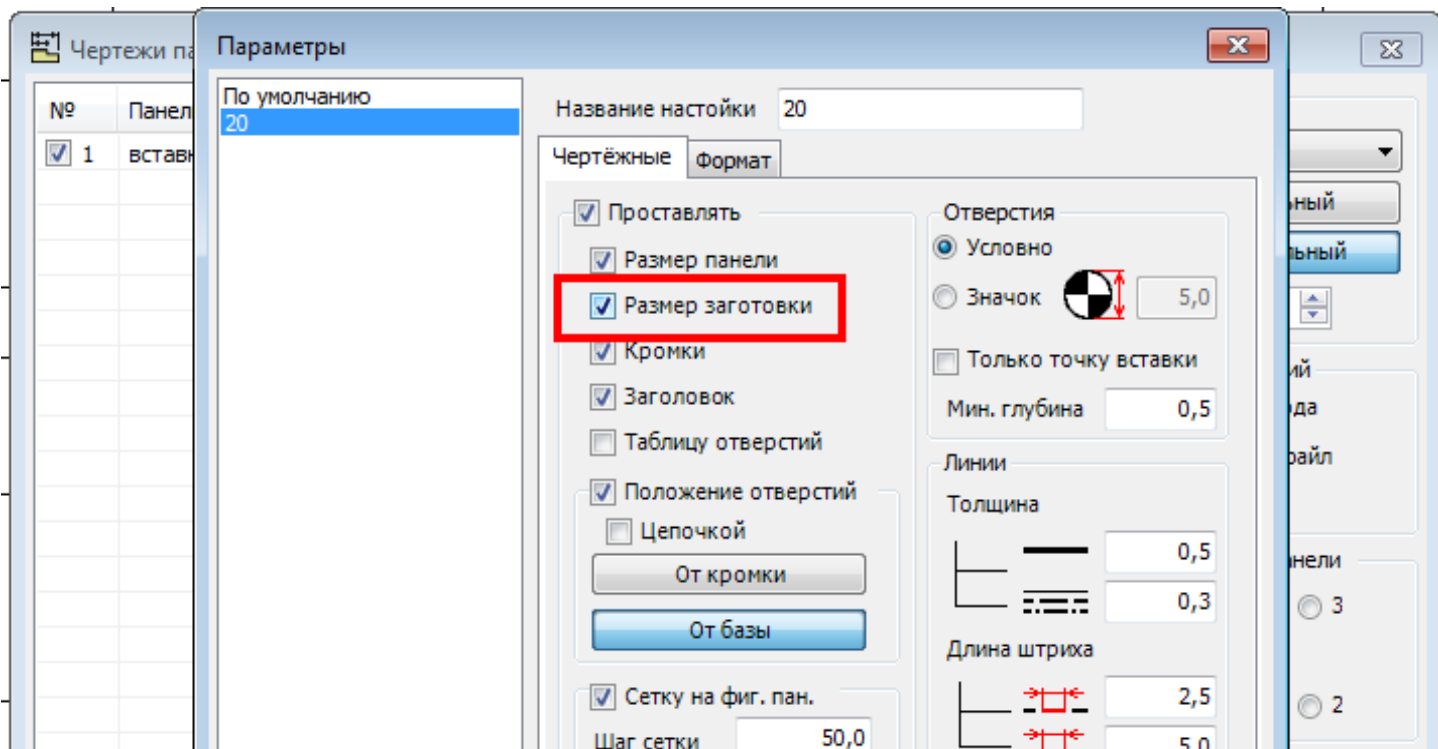 Чертежи па
Параметры
№ Панел
1 вставк
По умолчанию
20
Название настойки 20
Чертёжные Формат
Проставлять
Размер панели
Размер заготовки
Кромки
Заголовок
Таблицу отверстий
Положение отверстий
Цепочкой
От кромки
От базы
Сетку на фиг. пан.
Шаг сетки 50,0
Отверстия
Условно
Значок 5,0
Только точку вставки
Мин. глубина 0,5
Линии
Толщина
0,5
0,3
Длина штриха
2,5
5,0
ный
ьный
ий
да
райл
нели
3
2